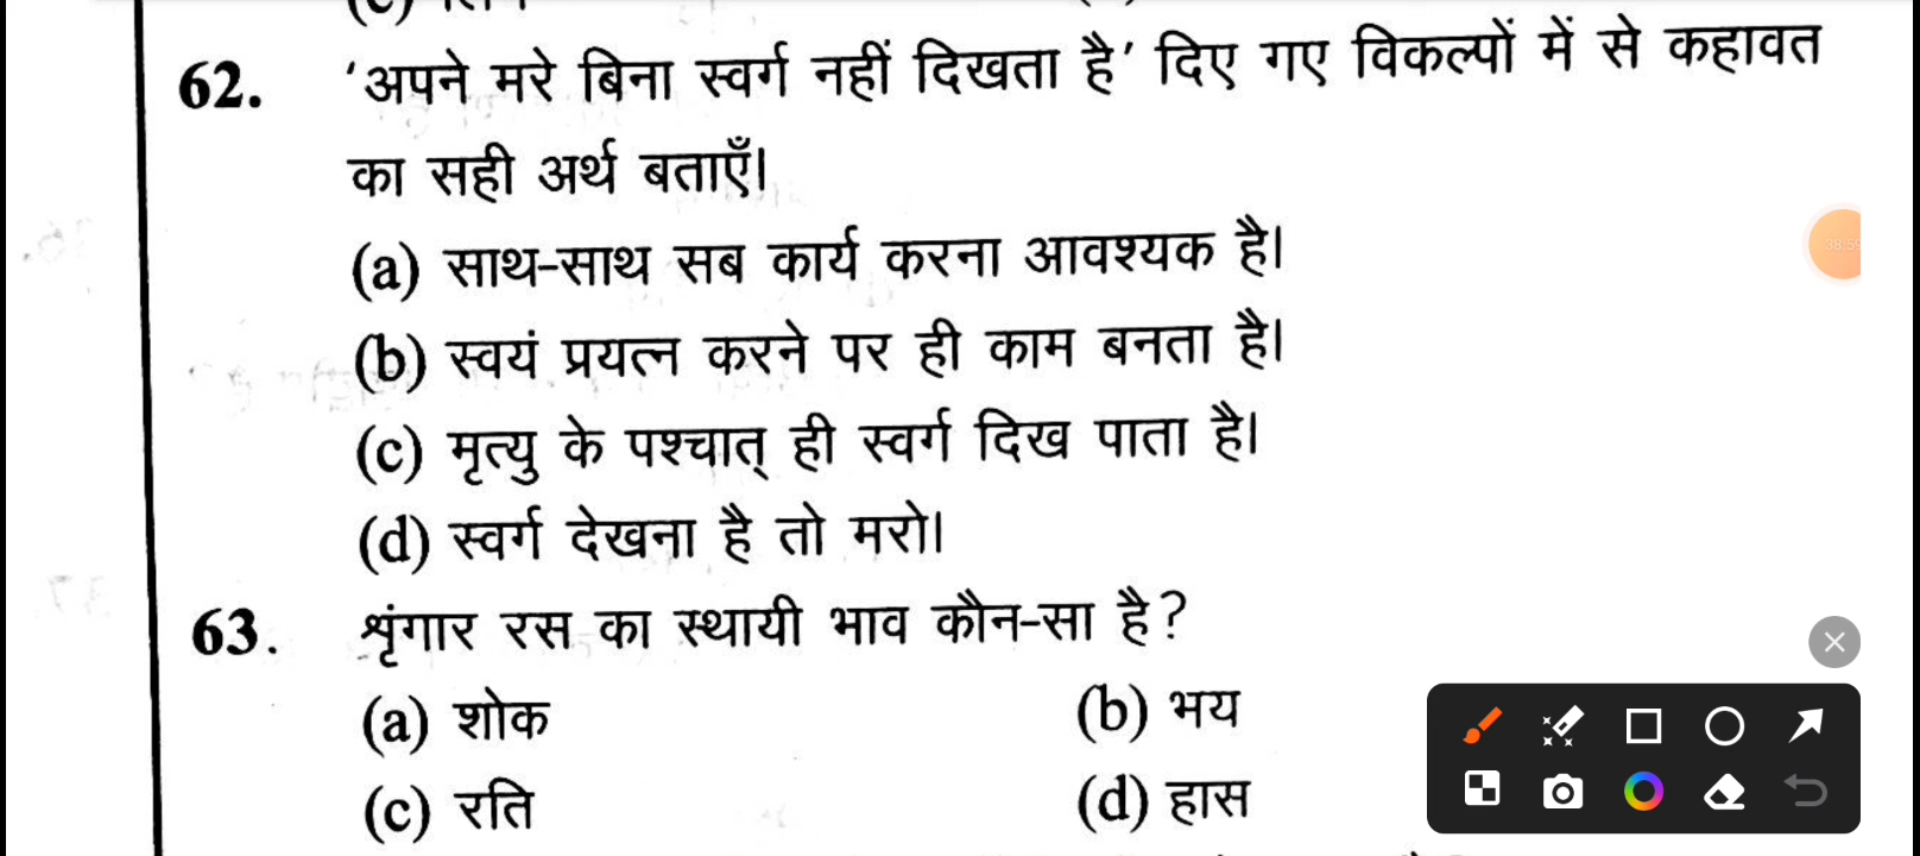 62. ‘अपने मरे बिना स्वर्ग नहीं दिखता है’ दिए गए विकल्पों में से कहावत
का सही अर्थ बताएँ।
(a) साथ-साथ सब कार्य करना आवश्यक है।
(b) स्वयं प्रयत्न करने पर ही काम बनता है।
(c) मृत्यु के पश्चात् ही स्वर्ग दिख पाता है।
(d) स्वर्ग देखना है तो मरो।
63. शृंगार रस का स्थायी भाव कौन-सा है?
(a) शोक (b) भय
(c) रति (d) हास